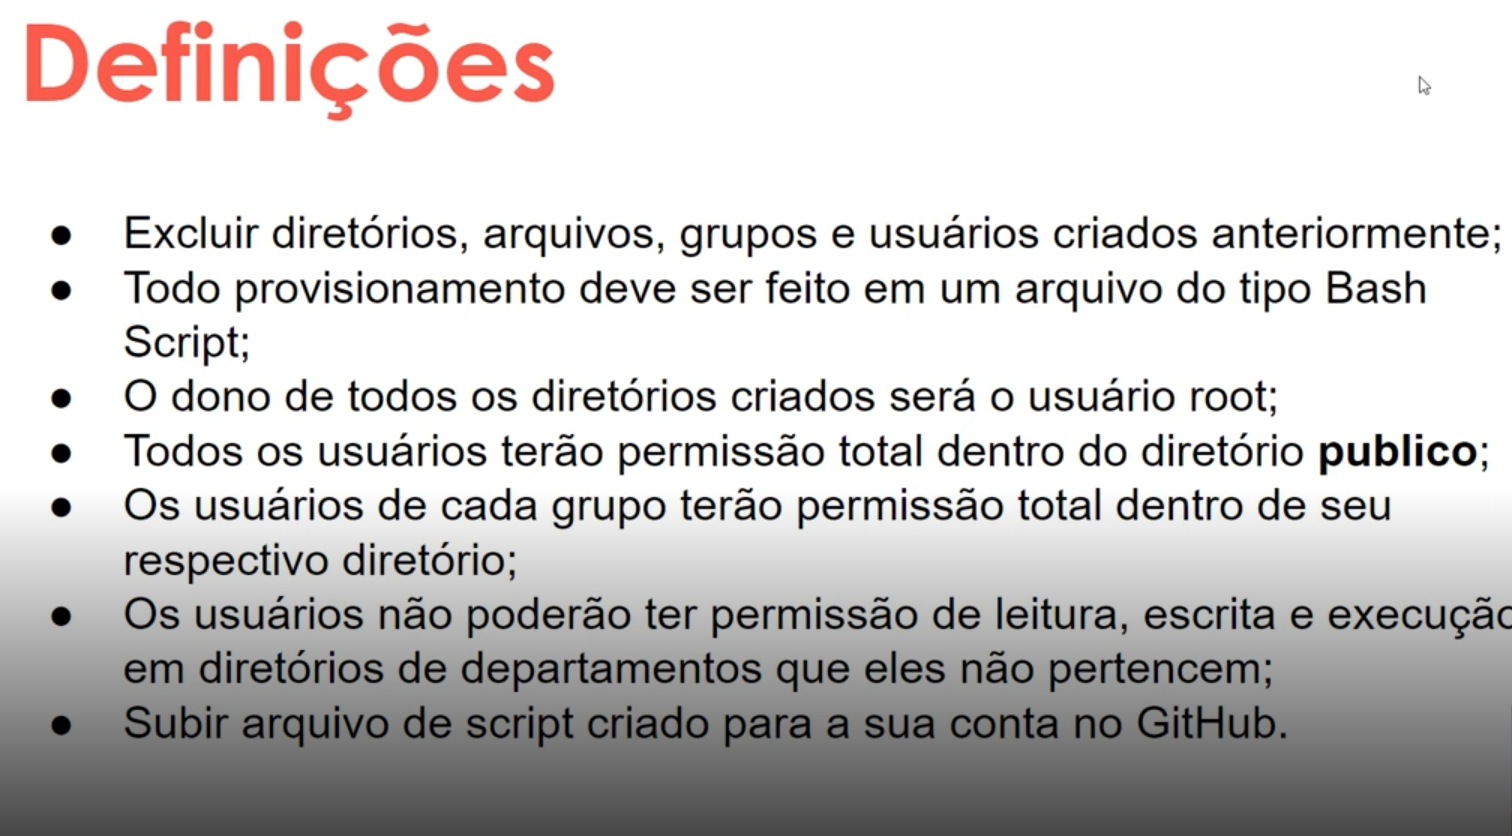 Definições
● Excluir diretórios, arquivos, grupos e usuários criados anteriormente;
● Todo provisionamento deve ser feito em um arquivo do tipo Bash
Script;
● O dono de todos os diretórios criados será o usuário root;
● Todos os usuários terão permissão total dentro do diretório publico;
● Os usuários de cada grupo terão permissão total dentro de seu
respectivo diretório;
● Os usuários não poderão ter permissão de leitura, escrita e execução
em diretórios de departamentos que eles não pertencem;
● Subir arquivo de script criado para a sua conta no GitHub.